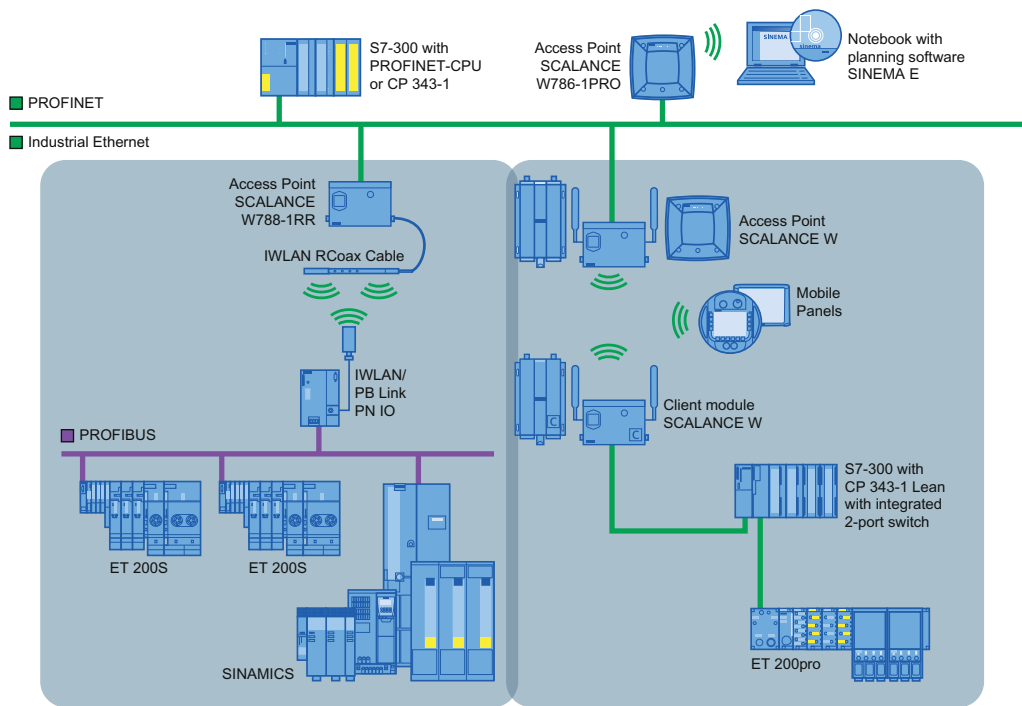 S7-300 with
PROFINET-CPU
or CP 343-1
Access Point
SCALANCE
W786-1PRO
SINEMA
sinema
Notebook with
planning software
SINEMA E
PROFINET
Industrial Ethernet
Access Point
SCALANCE
W788-1RR
IWLAN RCoax Cable
IWLAN/
PB Link
PN IO
PROFIBUS
ET 200S
ET 200S
SINAMICS
Access Point
SCALANCE W
Mobile
Panels
C
C
Client module
SCALANCE W
S7-300 with
CP 343-1 Lean
with integrated
2-port switch
ET 200pro